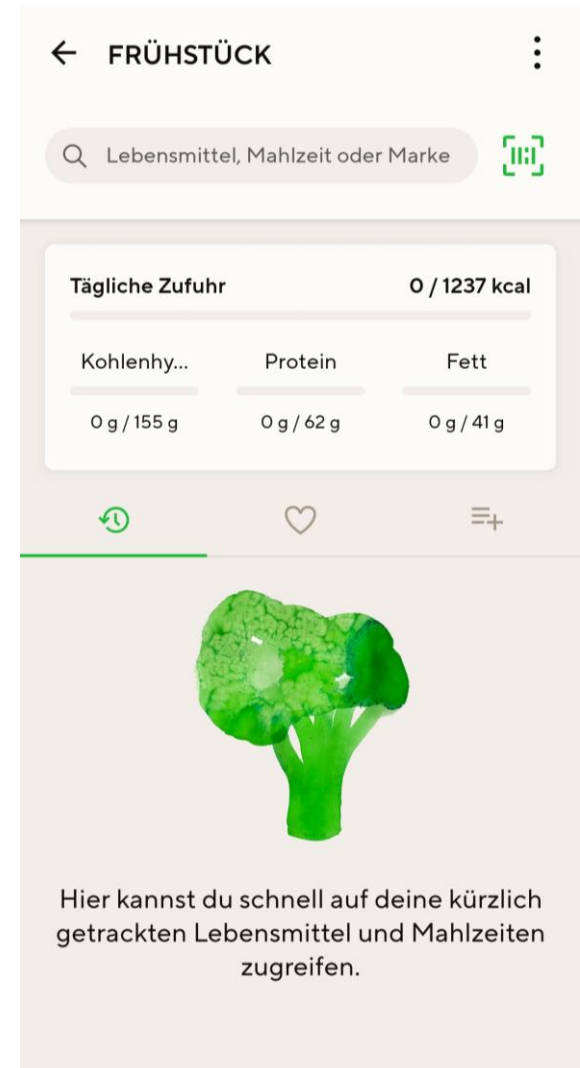 FRÜHSTÜCK
Lebensmittel, Mahlzeit oder Marke
Tägliche Zufuhr 0 / 1237 kcal
Kohlenhy... Protein Fett
0 g / 155 g 0 g / 62 g 0 g / 41 g
Hier kannst du schnell auf deine kürzlich
getrackten Lebensmittel und Mahlzeiten
zugreifen.